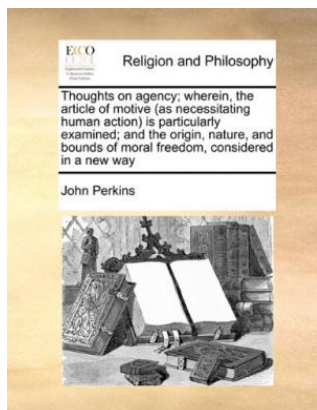 ECCO
Religion and Philosophy
Thoughts on agency; wherein, the
article of motive (as necessitating
human action) is particularly
examined; and the origin, nature, and
bounds of moral freedom, considered
in a new way
John Perkins